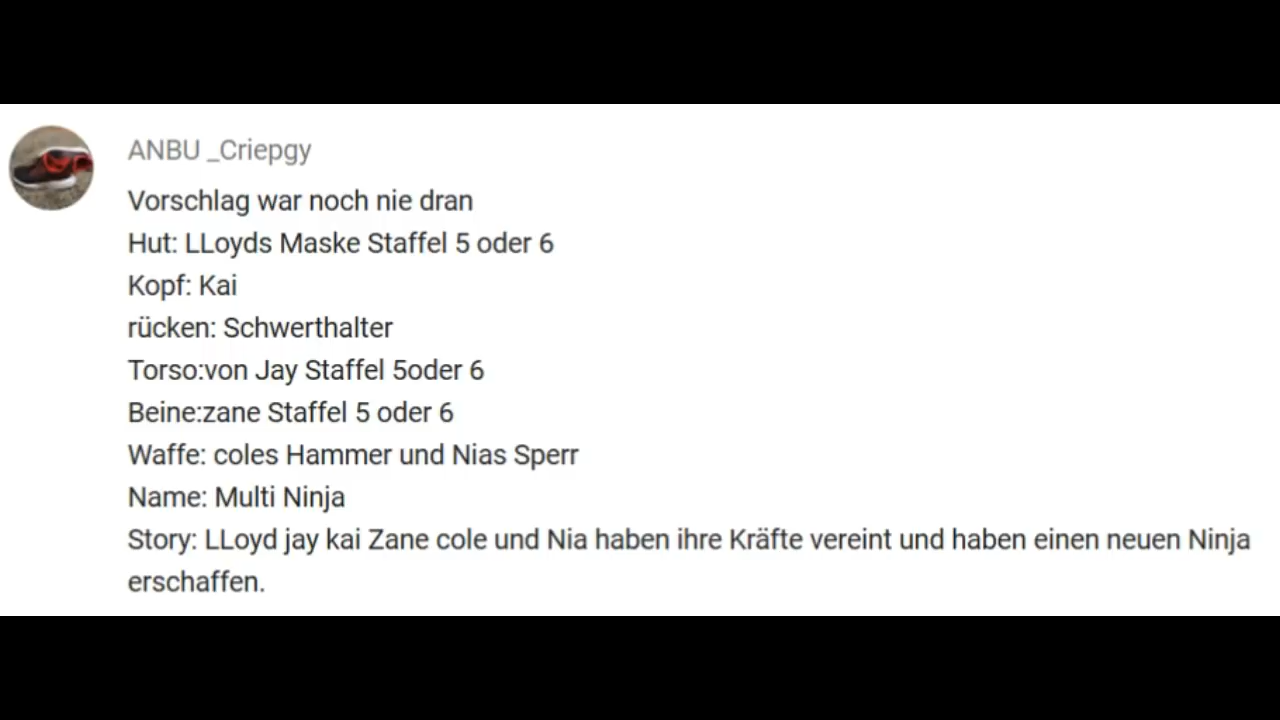 ANBU _Criepgy
Vorschlag war noch nie dran
Hut: LLoyds Maske Staffel 5 oder 6
Kopf: Kai
rücken: Schwerthalter
Torso:von Jay Staffel 5oder 6
Beine:zane Staffel 5 oder 6
Waffe: coles Hammer und Nias Sperr
Name: Multi Ninja
Story: LLoyd jay kai Zane cole und Nia haben ihre Kräfte vereint und haben einen neuen Ninja
erschaffen.